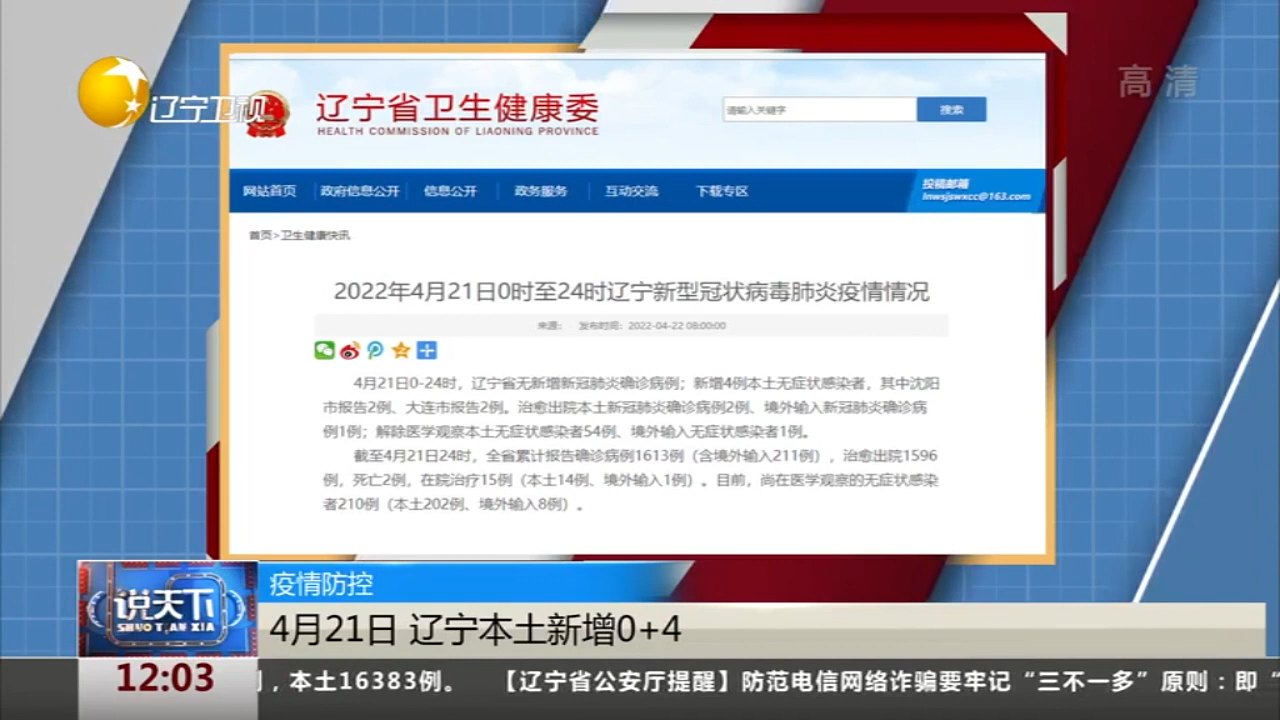 高清
辽宁卫视
辽宁省卫生健康委
HEALTH COMMISSION OF LIAONING PROVINCE
请输入关键字
搜索
网站首页 政府信息公开 信息公开 政务服务 互动交流 下载专区
投稿邮箱
lnwsjswxcc@163.com
首页>卫生健康快讯
2022年4月21日0时至24时辽宁新型冠状病毒肺炎疫情情况
来源： 发布时间：2022-04-22 08:00:00
4月21日0-24时，辽宁省无新增新冠肺炎确诊病例；新增4例本土无症状感染者，其中沈阳
市报告2例、大连市报告2例。治愈出院本土新冠肺炎确诊病例2例、境外输入新冠肺炎确诊病
例1例；解除医学观察本土无症状感染者54例、境外输入无症状感染者1例。
截至4月21日24时，全省累计报告确诊病例1613例（含境外输入211例），治愈出院1596
例，死亡2例，在院治疗15例（本土14例、境外输入1例）。目前，尚在医学观察的无症状感染
者210例（本土202例、境外输入8例）。
说天下
SHUO TIAN XIA
疫情防控
4月21日 辽宁本土新增0+4
12:03
，本土16383例。 【辽宁省公安厅提醒】防范电信网络诈骗要牢记“三不一多”原则：即“